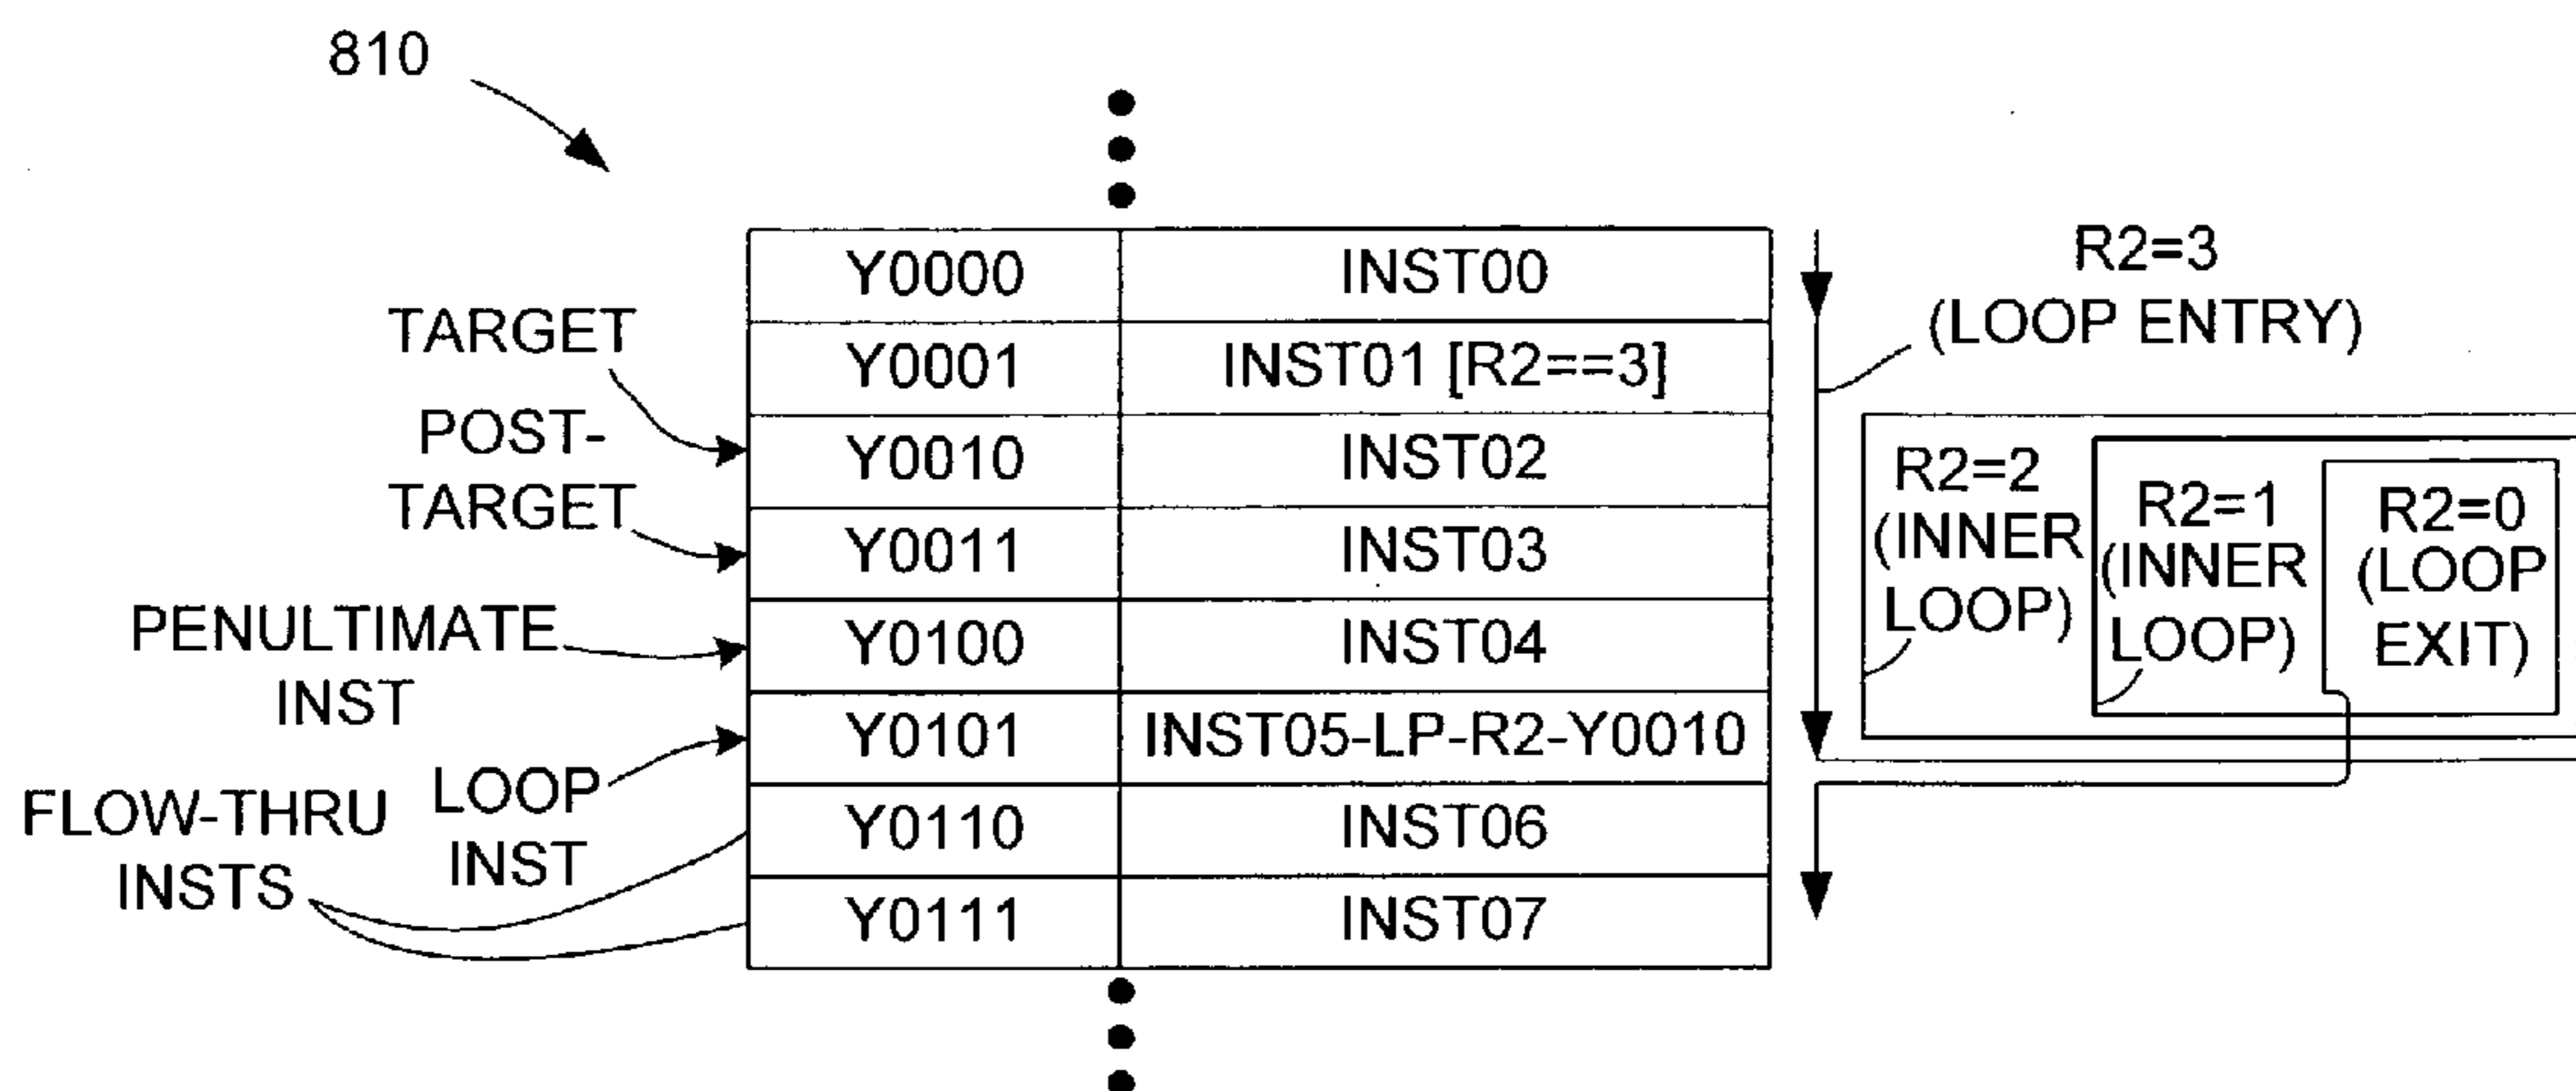 810
Y0000 INST00
Y0001 INST01 [R2==3]
Y0010 INST02
Y0011 INST03
Y0100 INST04
Y0101 INST05-LP-R2-Y0010
Y0110 INST06
Y0111 INST07
TARGET
POST-
TARGET
PENULTIMATE
INST
LOOP
INST
FLOW-THRU
INSTS
R2=3
(LOOP ENTRY)
R2=2
(INNER
LOOP)
R2=1
(INNER
LOOP)
R2=0
(LOOP
EXIT)